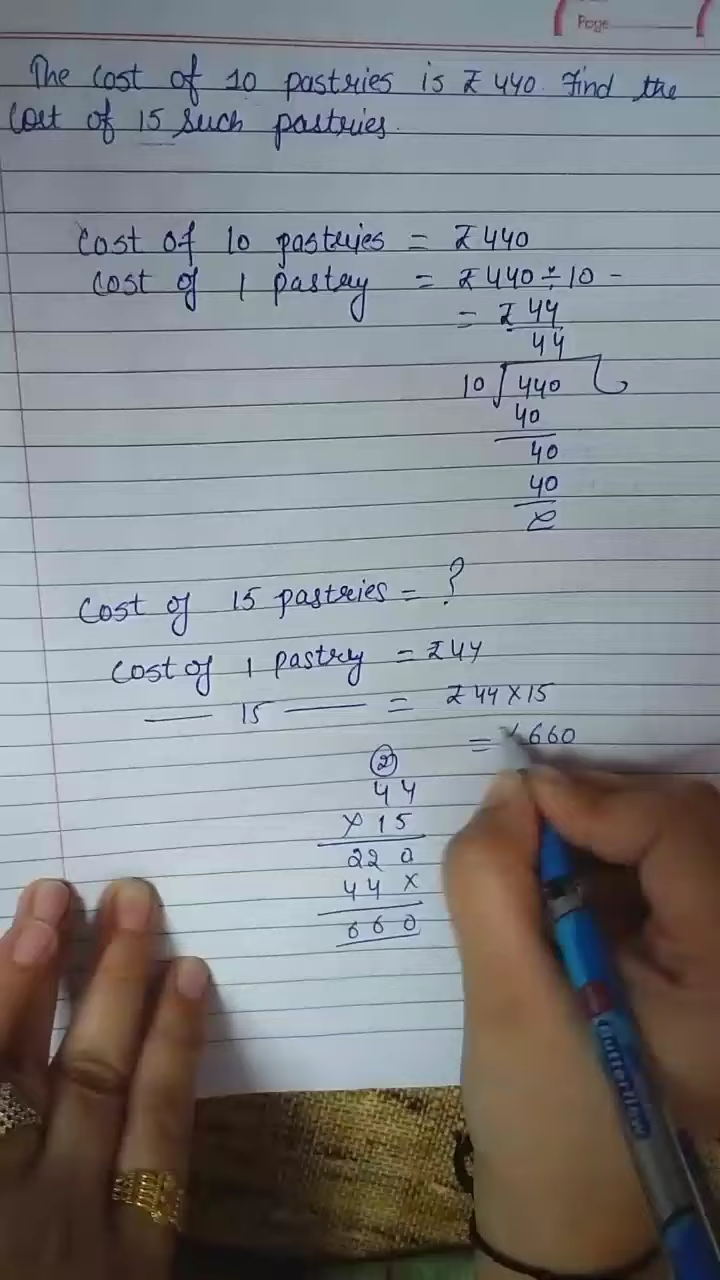 Page
The cost of 10 pastries is ₹ 440. Find the
cost of 15 such pastries.
Cost of 10 pastries = ₹ 440
Cost of 1 pastry = ₹ 440 ÷ 10 -
= ₹ 44
44
10 440
40
40
40
0
Cost of 15 pastries = ?
Cost of 1 pastry = ₹ 44
— 15 — = ₹ 44 × 15
= ₹ 660
2
44
× 15
220
44 ×
660
Butterflow